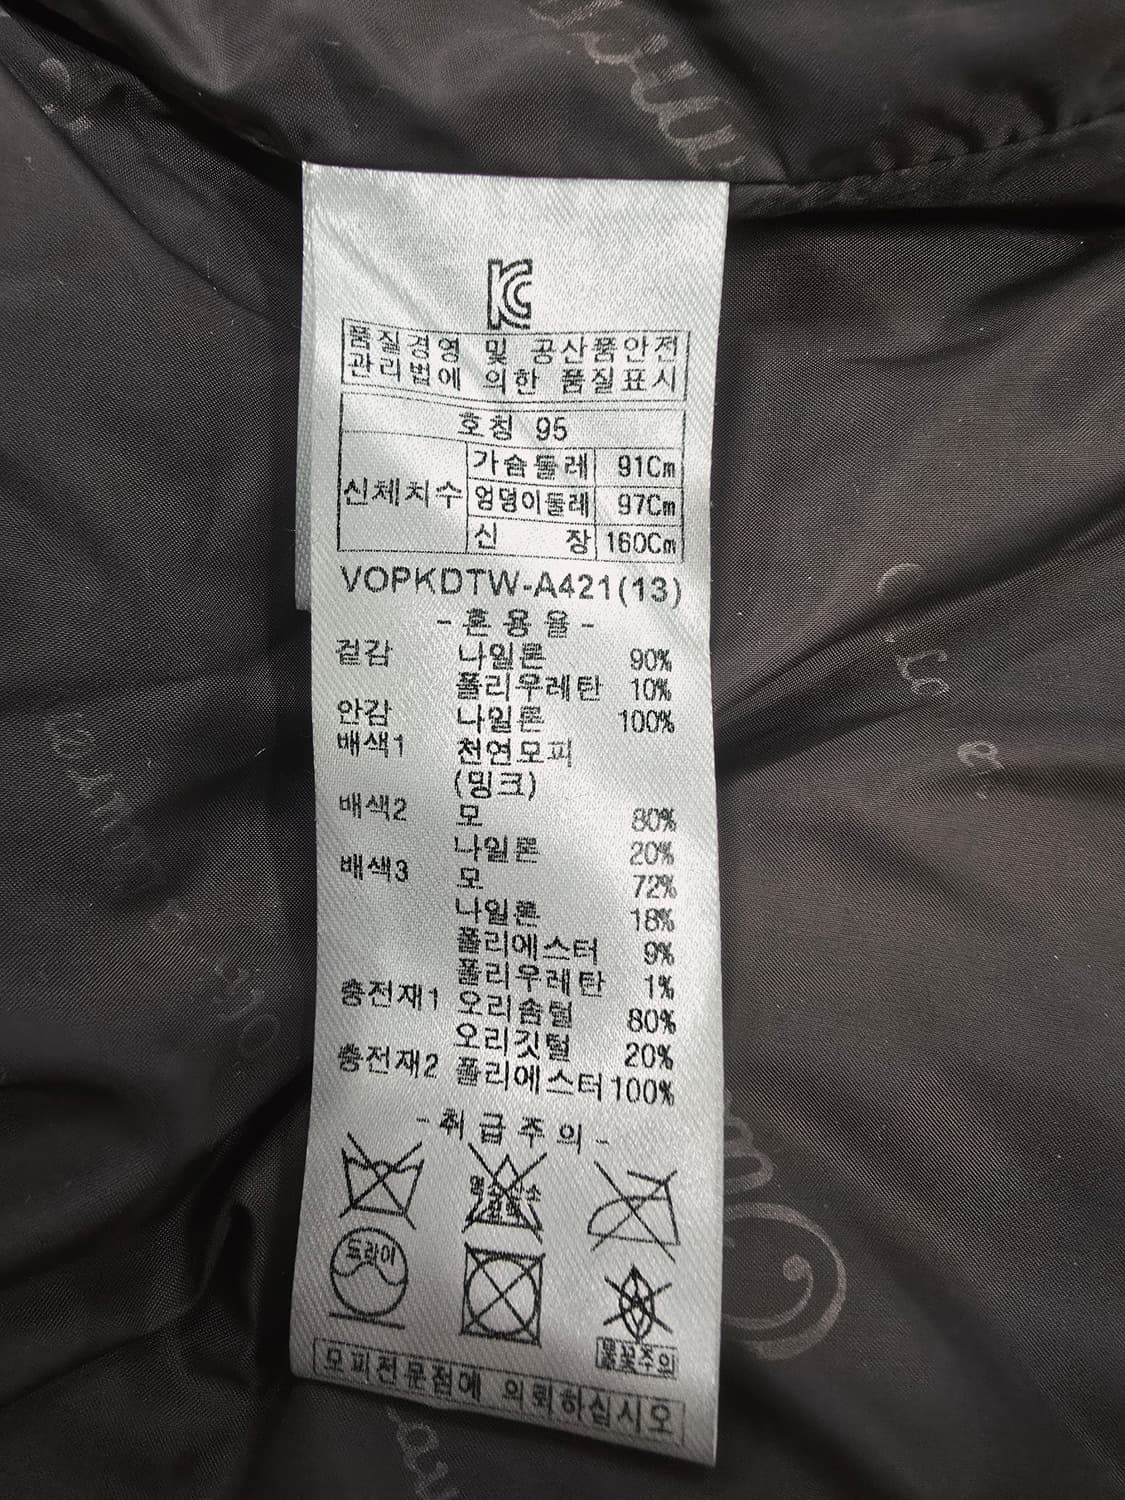 KC
품질경영 및 공산품안전
관리법에 의한 품질표시
호칭 95
신체치수
가슴둘레 91Cm
엉덩이둘레 97Cm
신 장 160Cm
VOPKDTW-A421(13)
-혼용율-
겉감 나일론 90%
폴리우레탄 10%
안감 나일론 100%
배색1 천연모피
(밍크)
배색2 모 80%
나일론 20%
배색3 모 72%
나일론 18%
폴리에스터 9%
폴리우레탄 1%
충전재1 오리솜털 80%
오리깃털 20%
충전재2 폴리에스터 100%
-취급주의-
드라이
불꽃주의
모피전문점에 의뢰하십시오